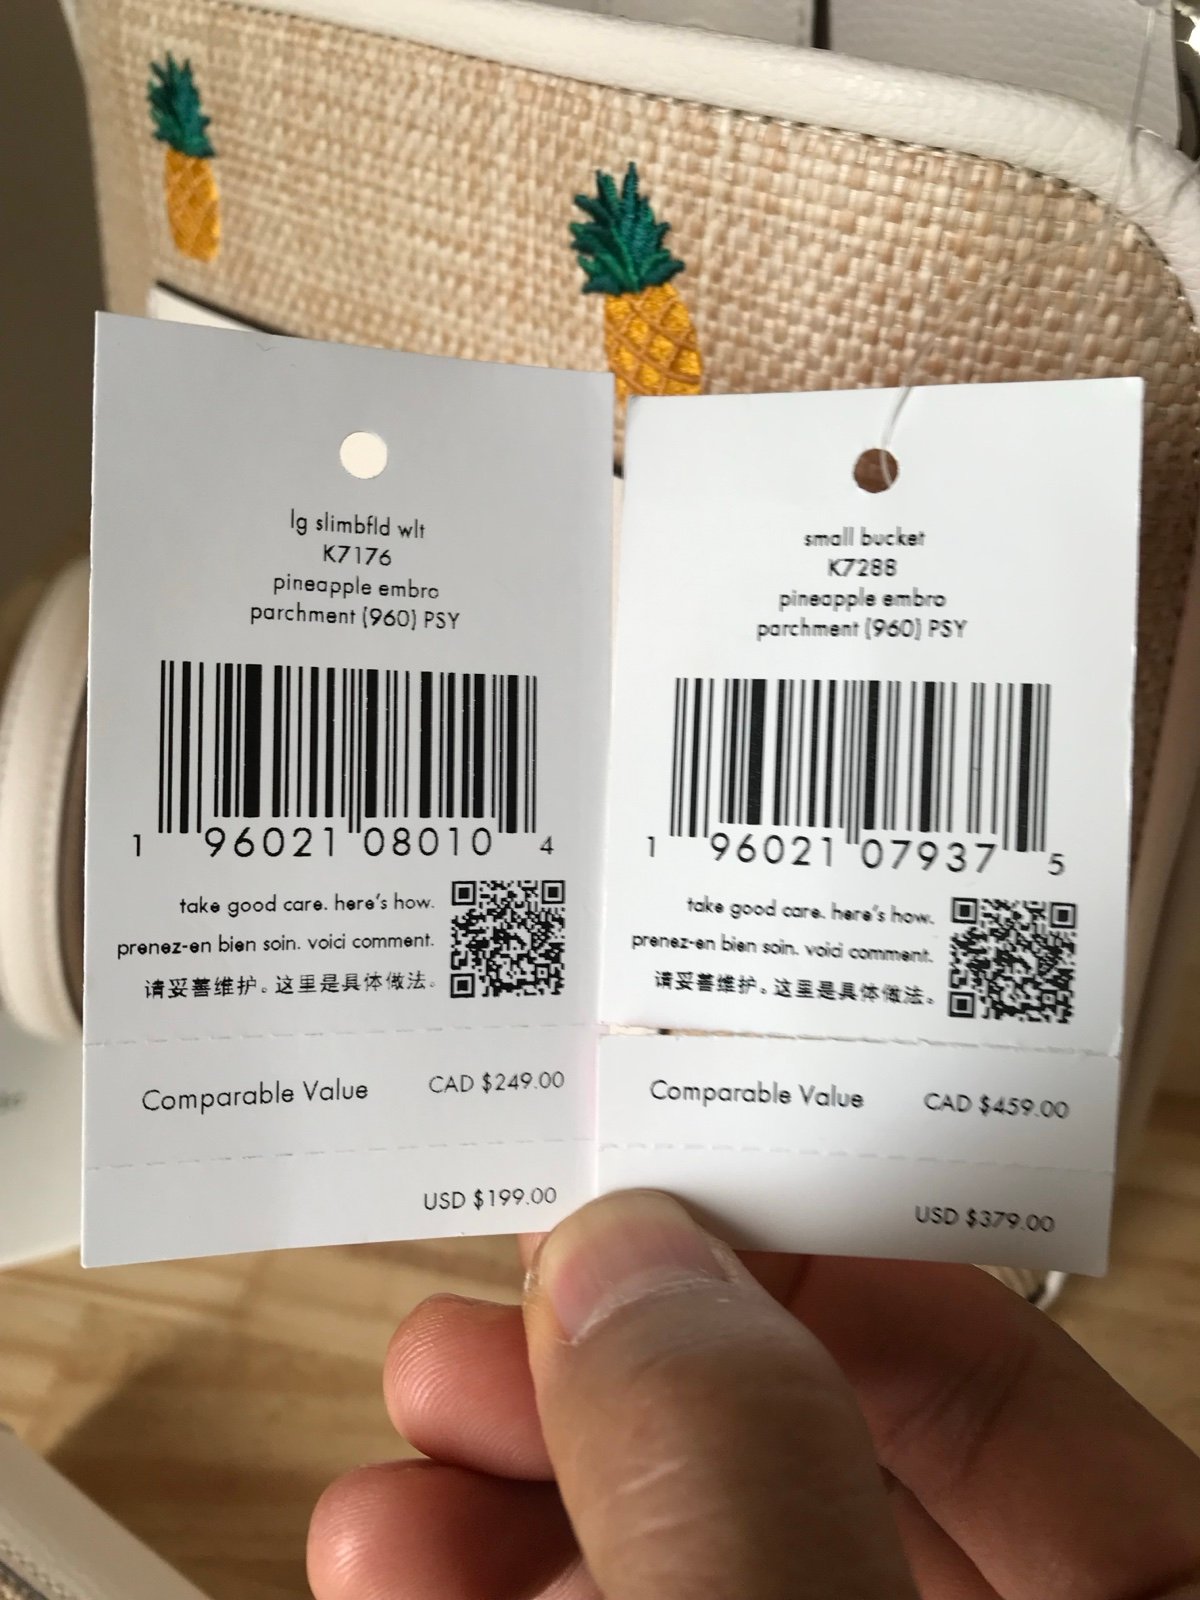 lg slimbfld wlt
K7176
pineapple embro
parchment (960) PSY
1 96021 08010 4
take good care. here's how.
prenez-en bien soin. voici comment.
请妥善维护。这里是具体做法。
Comparable Value CAD $249.00
USD $199.00
small bucket
K7288
pineapple embro
parchment (960) PSY
1 96021 07937 5
take good care. here's how.
prenez-en bien soin. voici comment.
请妥善维护。这里是具体做法。
Comparable Value CAD $459.00
USD $379.00